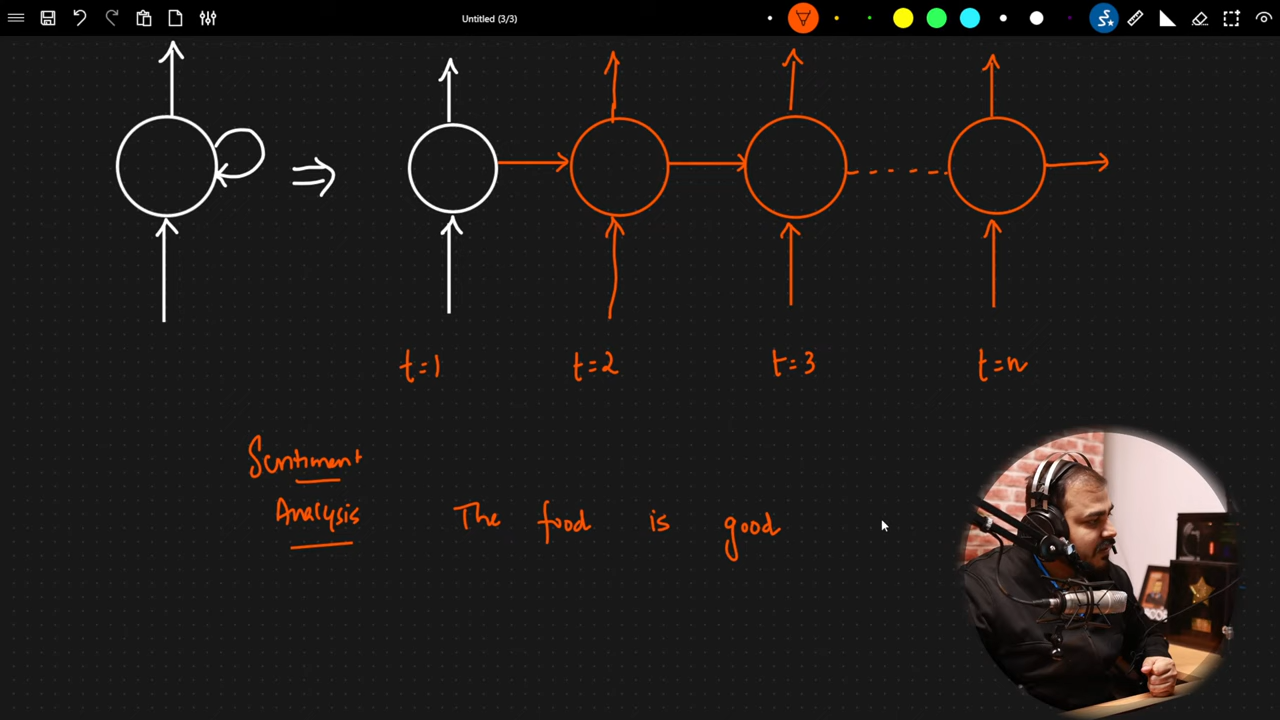 Untitled (3/3)
t=1 t=2 t=3 t=n
Sentiment
Analysis The food is good